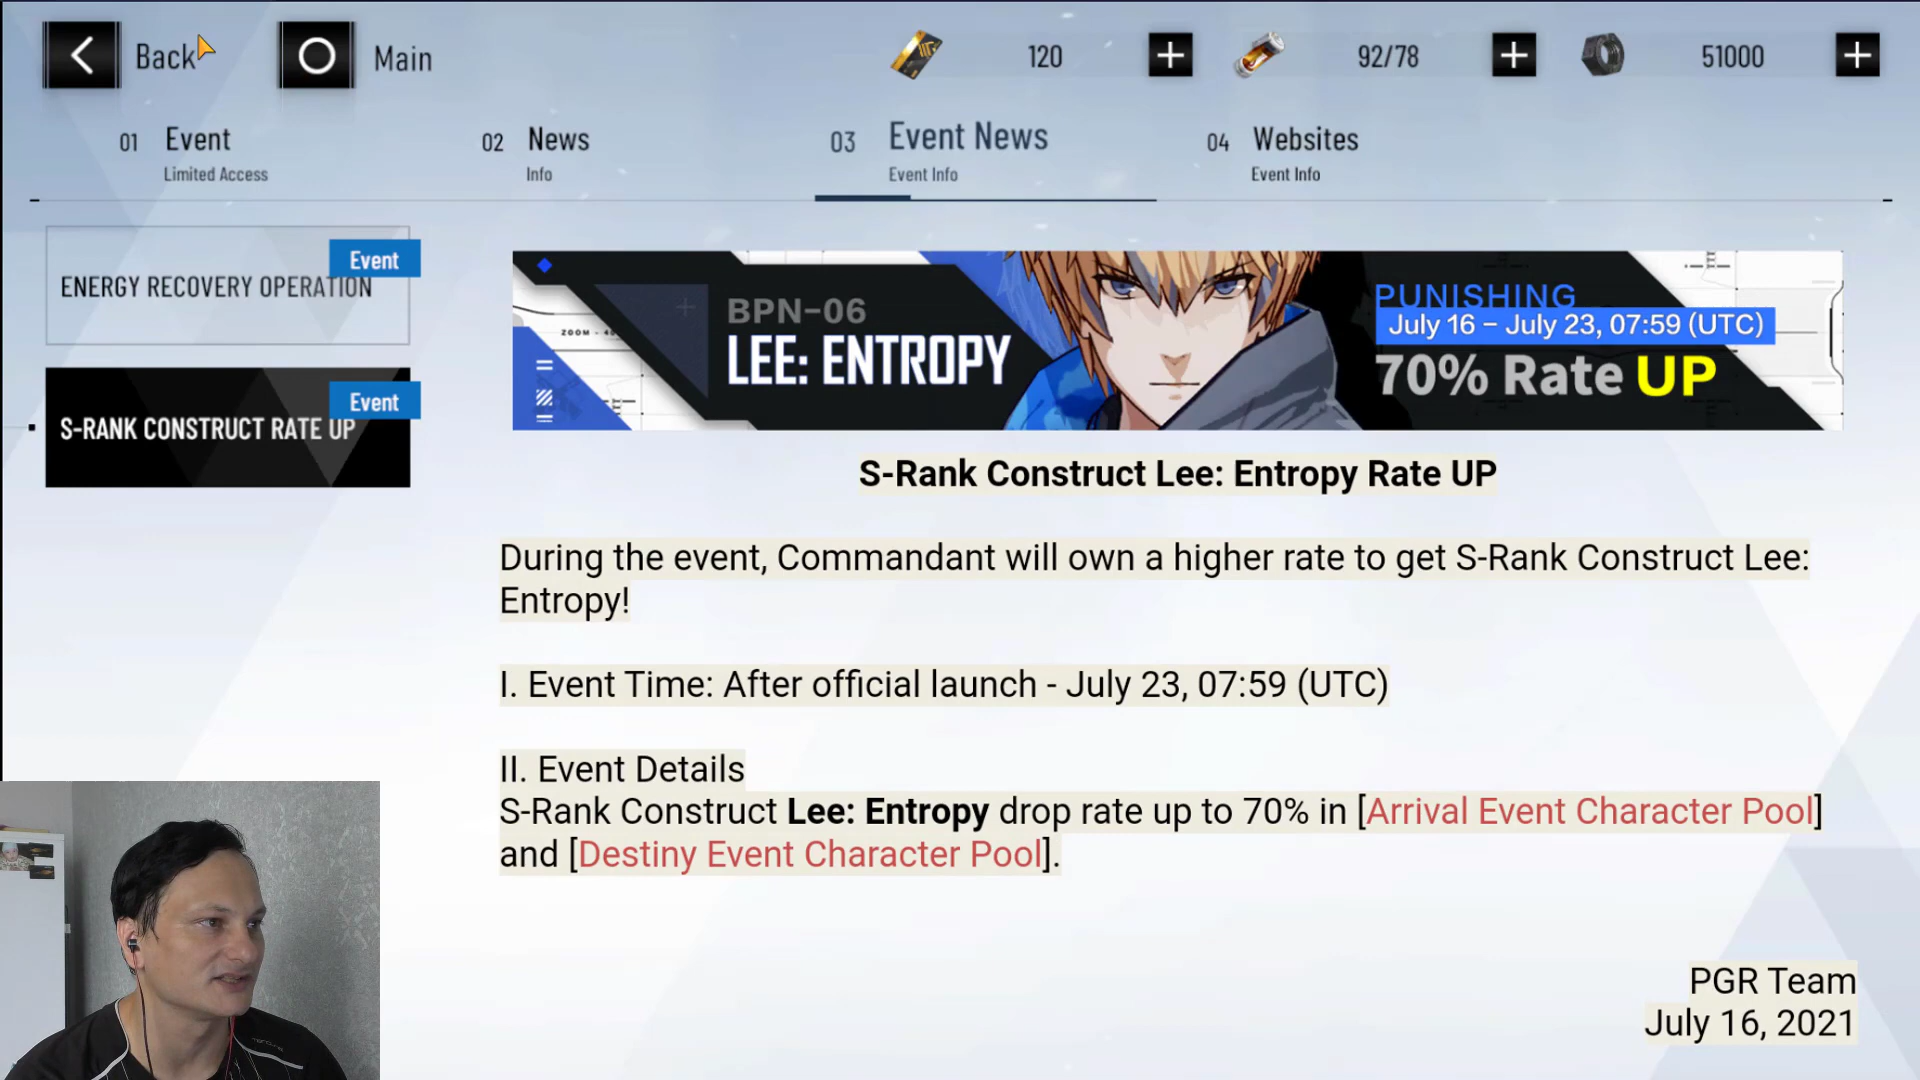 Back
Main
120
92/78
51000
01 Event
Limited Access
02 News
Info
03 Event News
Event Info
04 Websites
Event Info
Event
ENERGY RECOVERY OPERATION
Event
S-RANK CONSTRUCT RATE UP
BPN-06
LEE: ENTROPY
PUNISHING
July 16 – July 23, 07:59 (UTC)
70% Rate UP
S-Rank Construct Lee: Entropy Rate UP
During the event, Commandant will own a higher rate to get S-Rank Construct Lee:
Entropy!
I. Event Time: After official launch - July 23, 07:59 (UTC)
II. Event Details
S-Rank Construct Lee: Entropy drop rate up to 70% in [Arrival Event Character Pool]
and [Destiny Event Character Pool].
PGR Team
July 16, 2021